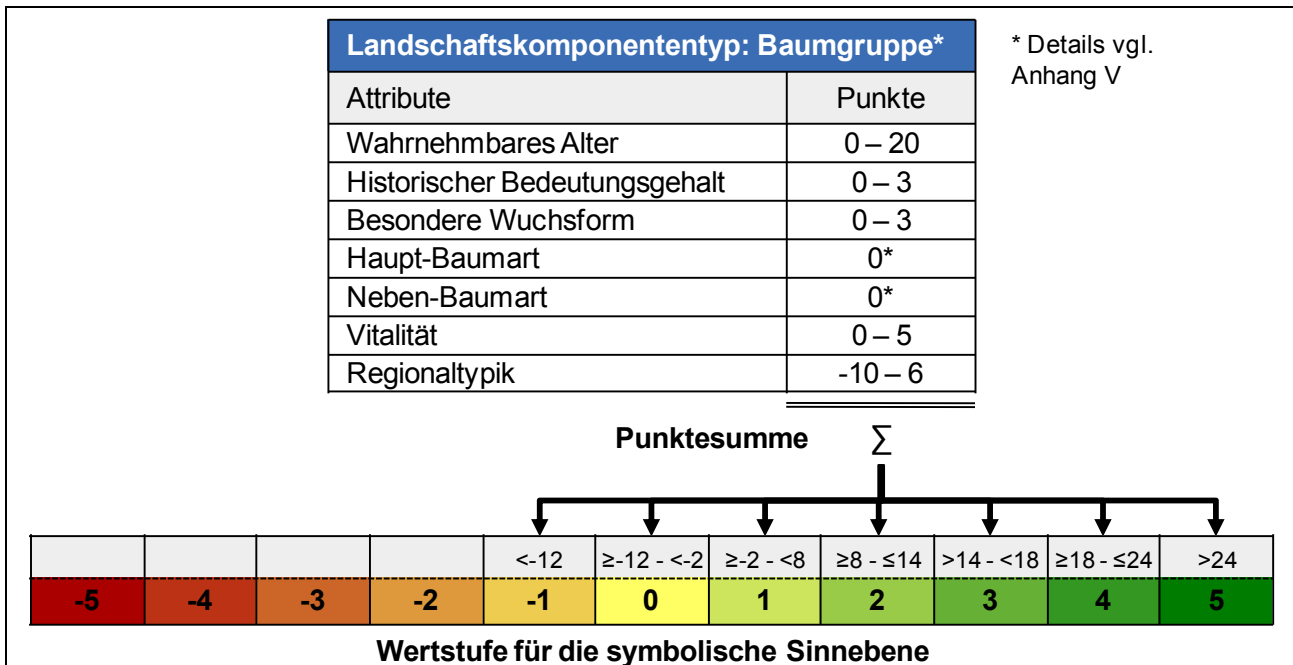 Landschaftskomponententyp: Baumgruppe*
* Details vgl.
Anhang V
Attribute Punkte
Wahrnehmbares Alter 0 – 20
Historischer Bedeutungsgehalt 0 – 3
Besondere Wuchsform 0 – 3
Haupt-Baumart 0*
Neben-Baumart 0*
Vitalität 0 – 5
Regionaltypik -10 – 6
Punktesumme ∑
<-12 ≥-12 - <-2 ≥-2 - <8 ≥8 - ≤14 >14 - <18 ≥18 - ≤24 >24
-5 -4 -3 -2 -1 0 1 2 3 4 5
Wertstufe für die symbolische Sinnebene